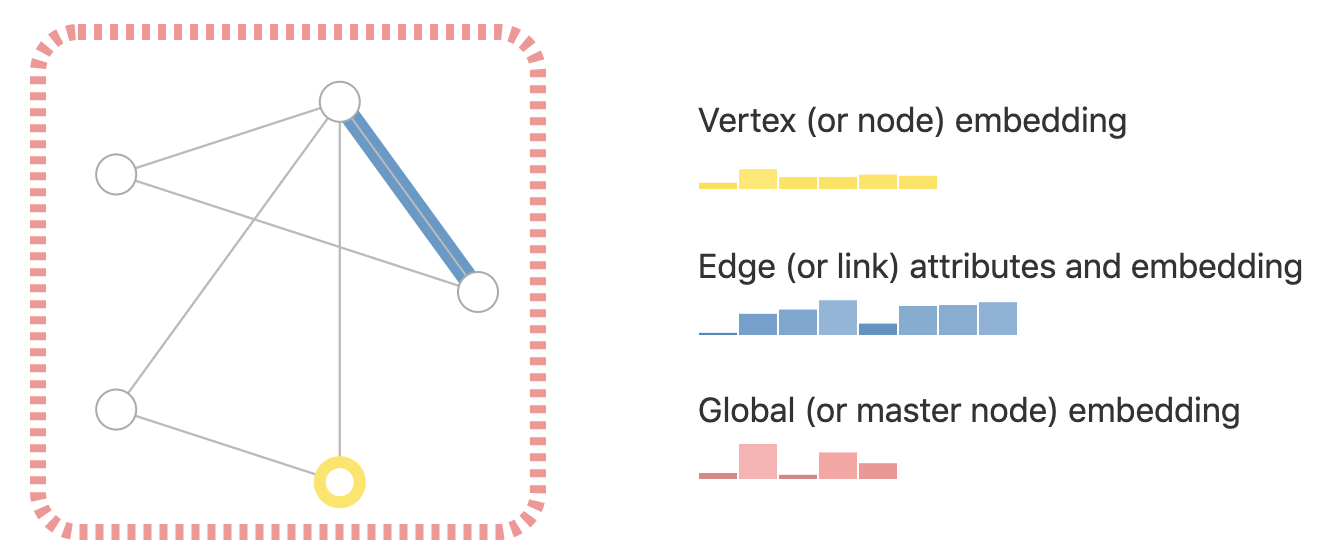 Vertex (or node) embedding
Edge (or link) attributes and embedding
Global (or master node) embedding